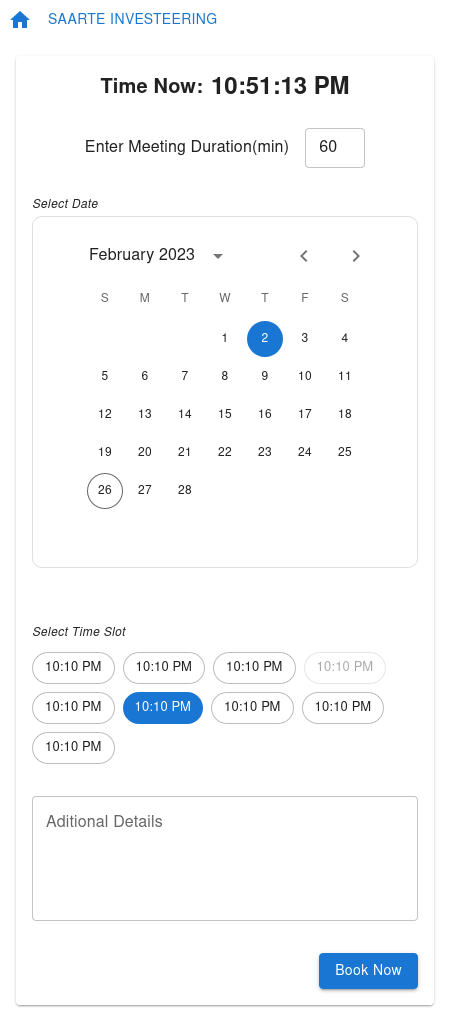 SAARTE INVESTEERING
Time Now: 10:51:13 PM
Enter Meeting Duration(min) 60
Select Date
February 2023
S M T W T F S
1 2 3 4
5 6 7 8 9 10 11
12 13 14 15 16 17 18
19 20 21 22 23 24 25
26 27 28
Select Time Slot
10:10 PM 10:10 PM 10:10 PM 10:10 PM
10:10 PM 10:10 PM 10:10 PM 10:10 PM
10:10 PM
Aditional Details
Book Now